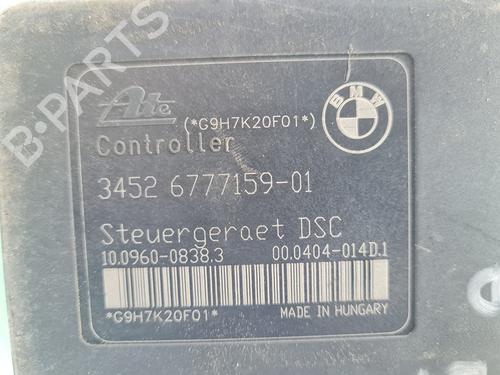 B-PARTS
Ate
(*G9H7K20F01*)
BMW
Controller
3452 6777159-01
Steuergeraet DSC
10.0960-0838.3 00.0404-014D.1
*G9H7K20F01* MADE IN HUNGARY